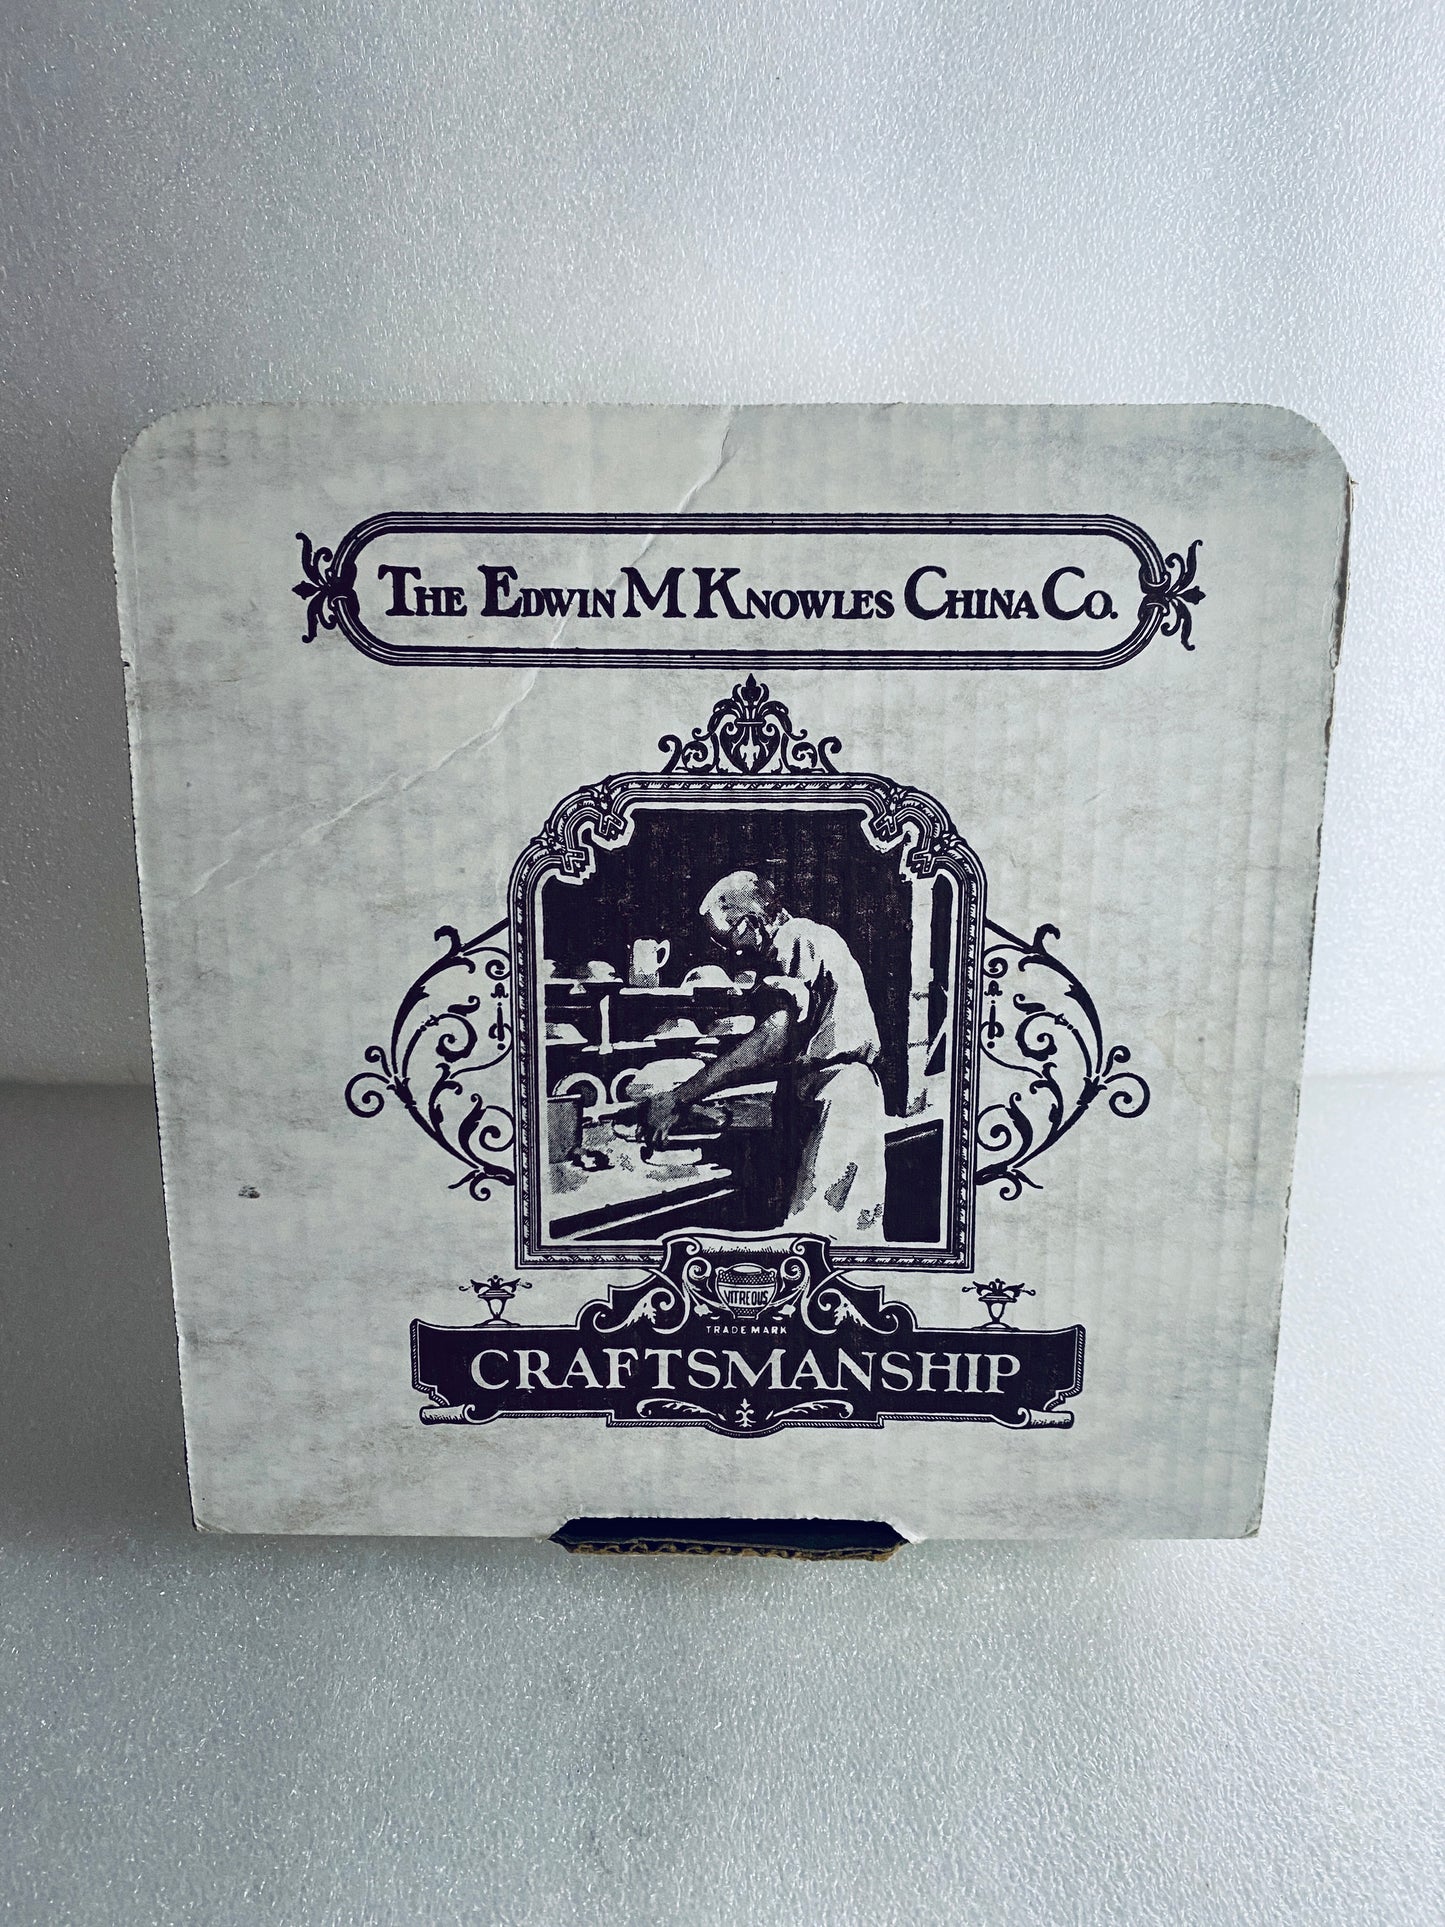 The Edwin M Knowles China Co.
VITREOUS
TRADE MARK
CRAFTSMANSHIP